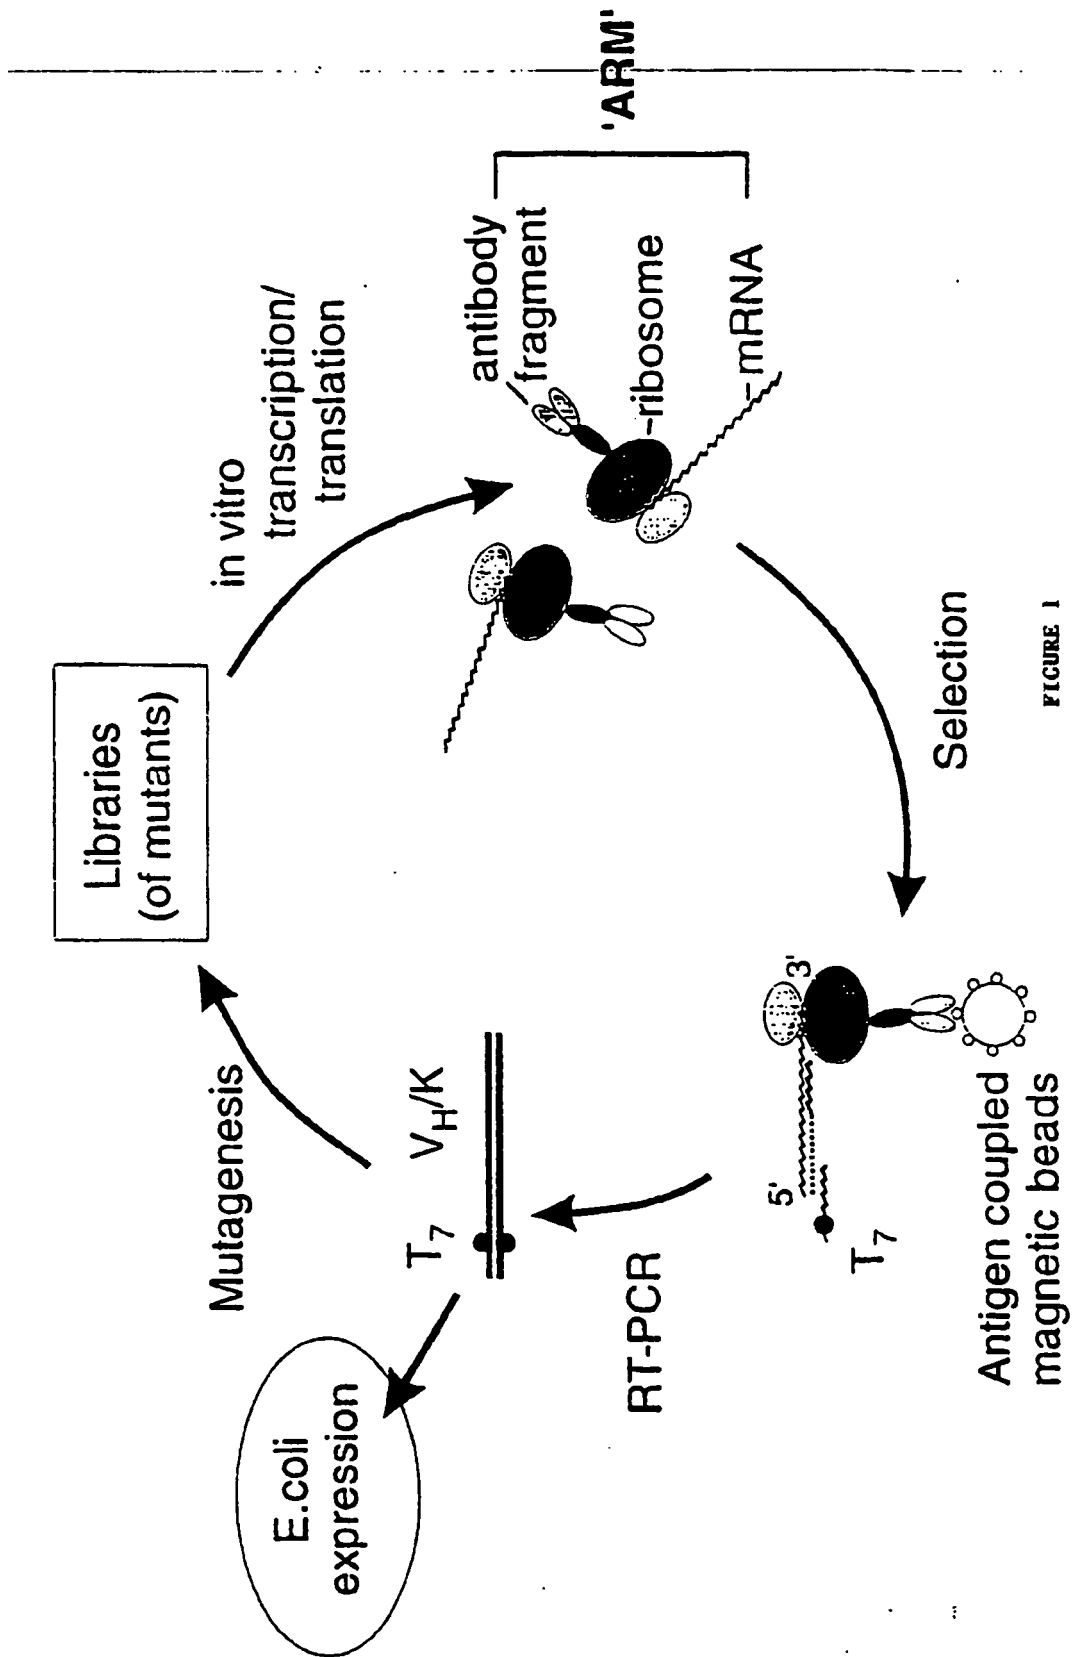 Libraries
(of mutants)
in vitro
transcription/
translation
antibody
fragment
-ribosome
-mRNA
'ARM'
Selection
Antigen coupled
magnetic beads
5'
3'
T7
RT-PCR
T7 VH/K
Mutagenesis
E.coli
expression
FIGURE 1